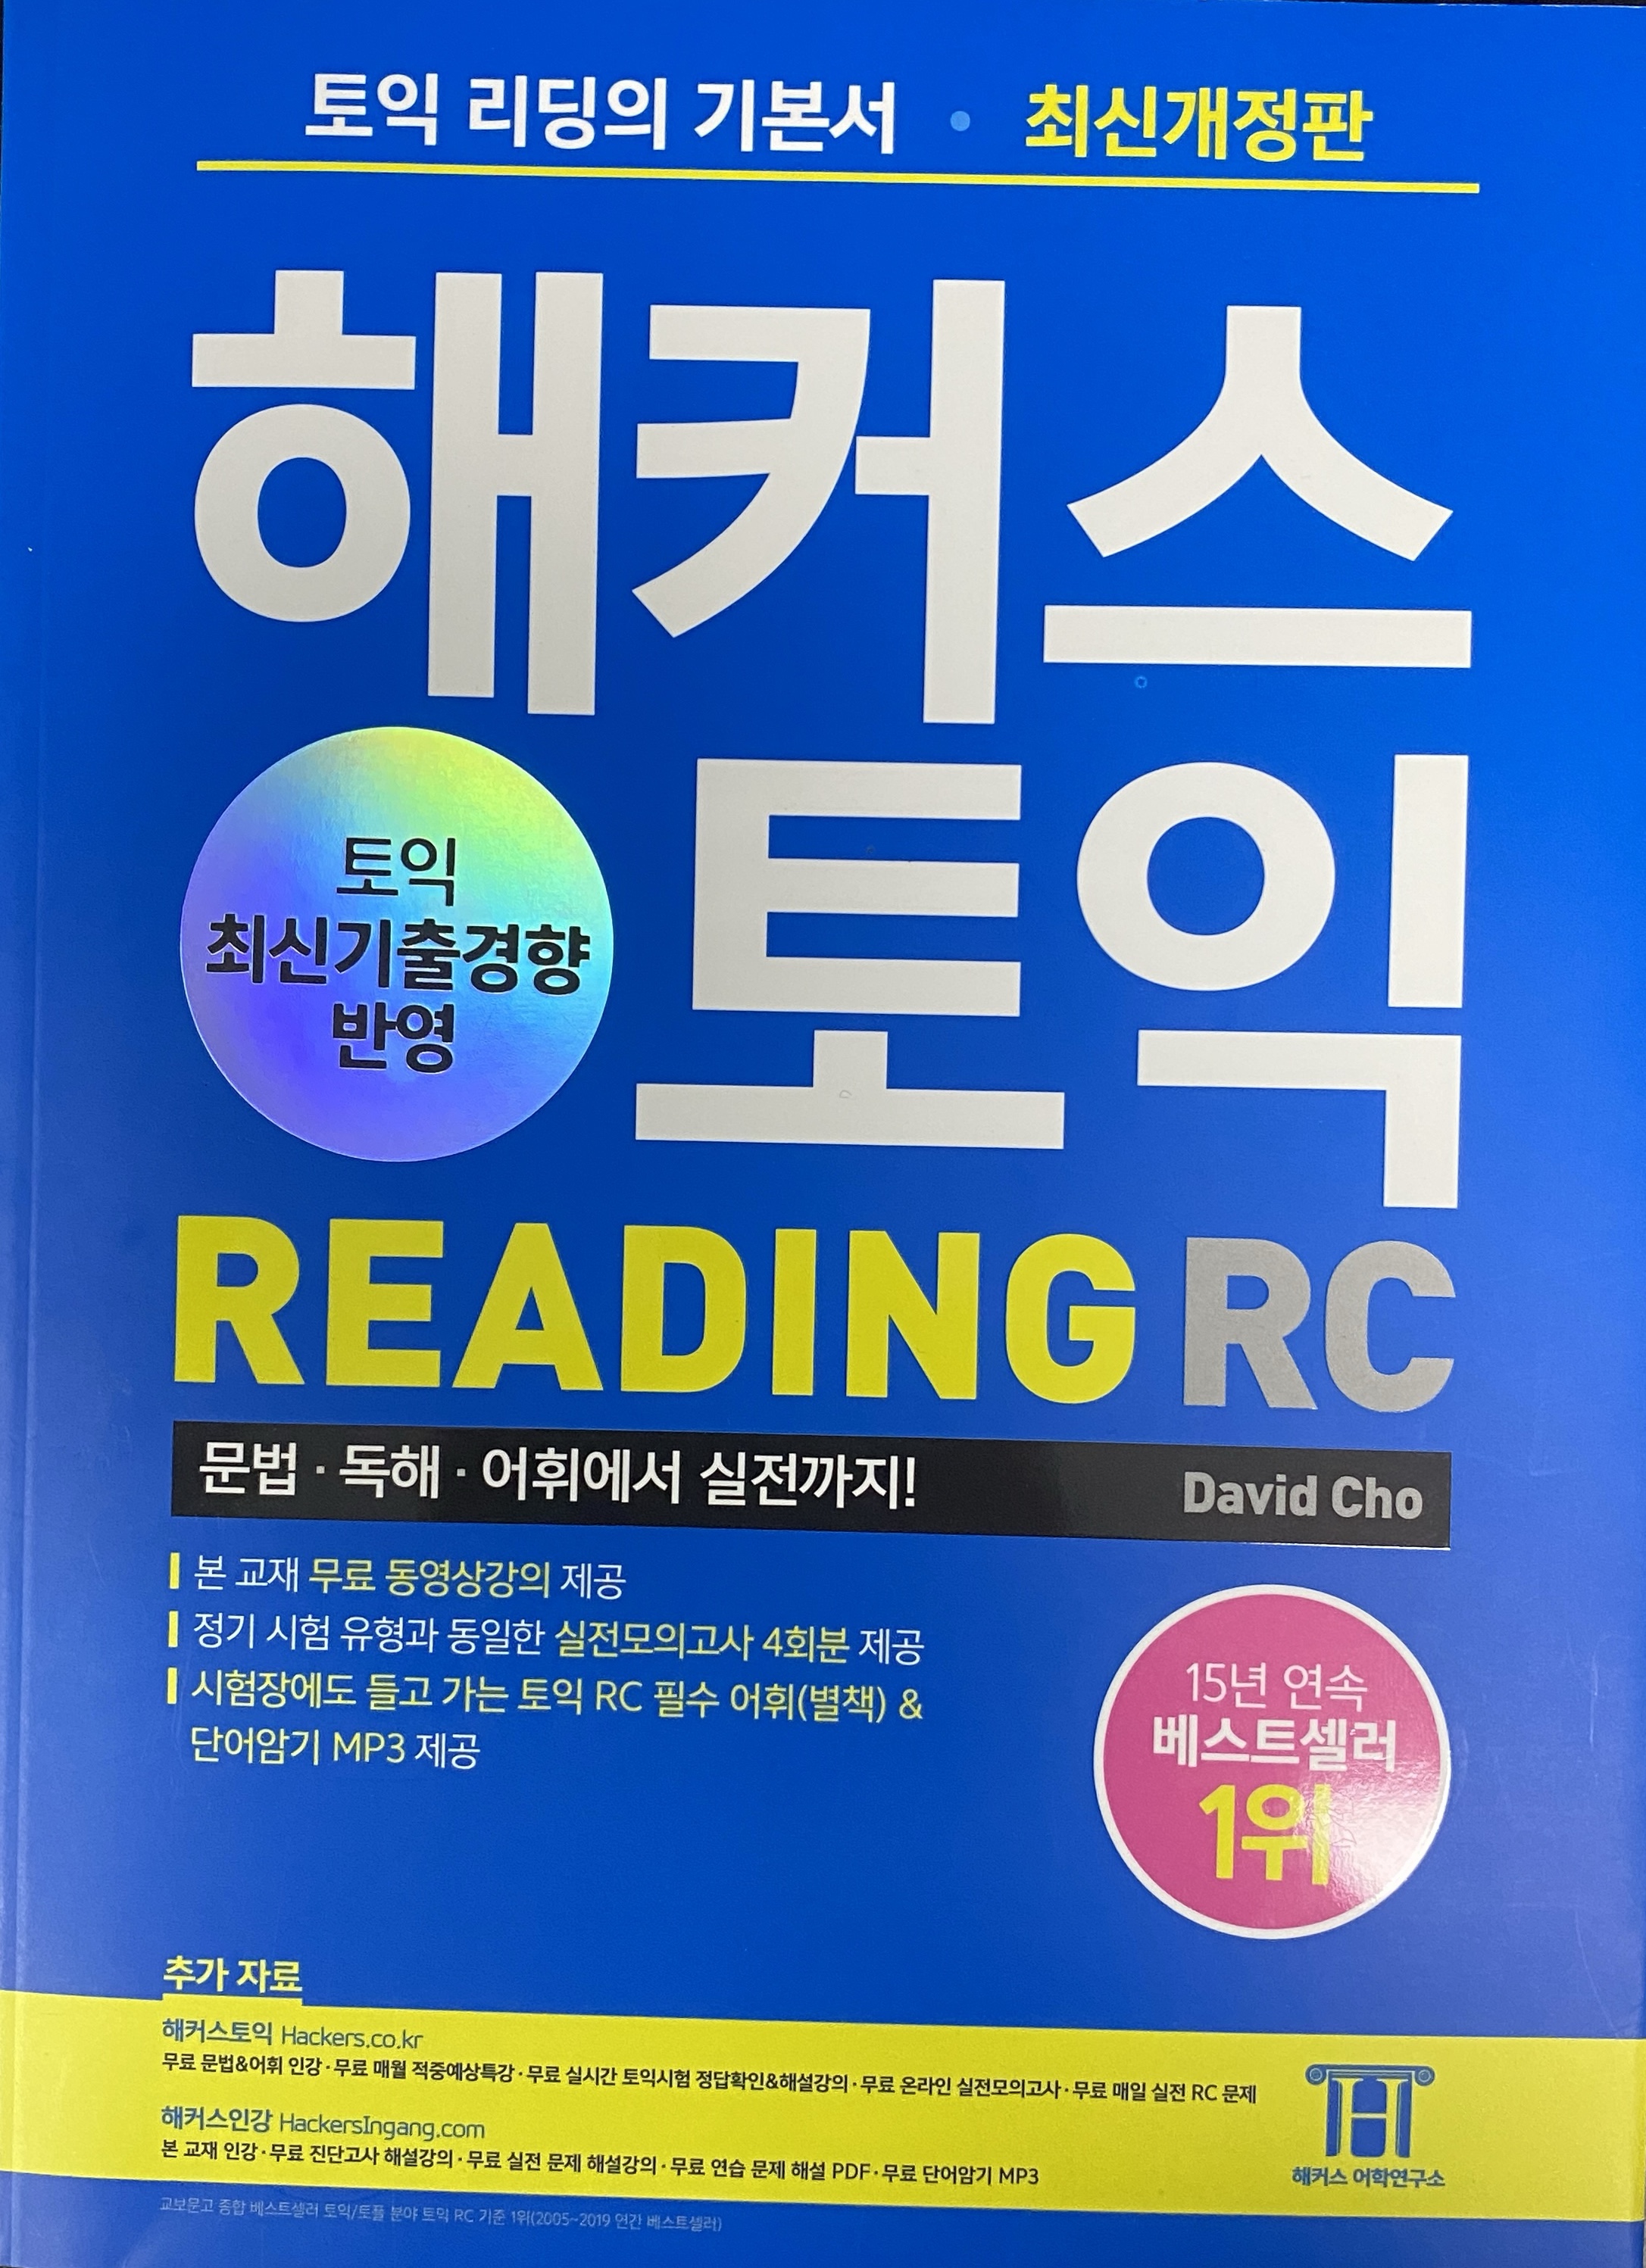 토익 리딩의 기본서 • 최신개정판
해커스
토익
토익
최신기출경향
반영
READING RC
문법 · 독해 · 어휘에서 실전까지!
David Cho
본 교재 무료 동영상강의 제공
정기 시험 유형과 동일한 실전모의고사 4회분 제공
시험장에도 들고 가는 토익 RC 필수 어휘(별책) &
단어암기 MP3 제공
15년 연속
베스트셀러
1위
추가 자료
해커스토익 Hackers.co.kr
무료 문법&어휘 인강 · 무료 매월 적중예상특강 · 무료 실시간 토익시험 정답확인&해설강의 · 무료 온라인 실전모의고사 · 무료 매일 실전 RC 문제
해커스인강 HackersIngang.com
본 교재 인강 · 무료 진단고사 해설강의 · 무료 실전 문제 해설강의 · 무료 연습 문제 해설 PDF · 무료 단어암기 MP3
해커스 어학연구소
교보문고 종합 베스트셀러 토익/토플 분야 토익 RC 기준 1위(2005~2019 연간 베스트셀러)